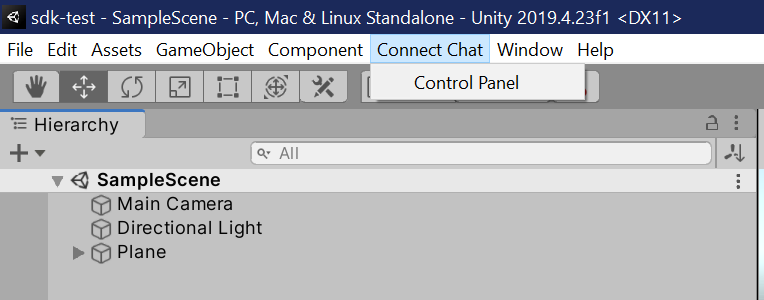 sdk-test - SampleScene - PC, Mac & Linux Standalone - Unity 2019.4.23f1 <DX11>
File Edit Assets GameObject Component Connect Chat Window Help
Control Panel
Hierarchy
All
SampleScene
Main Camera
Directional Light
Plane